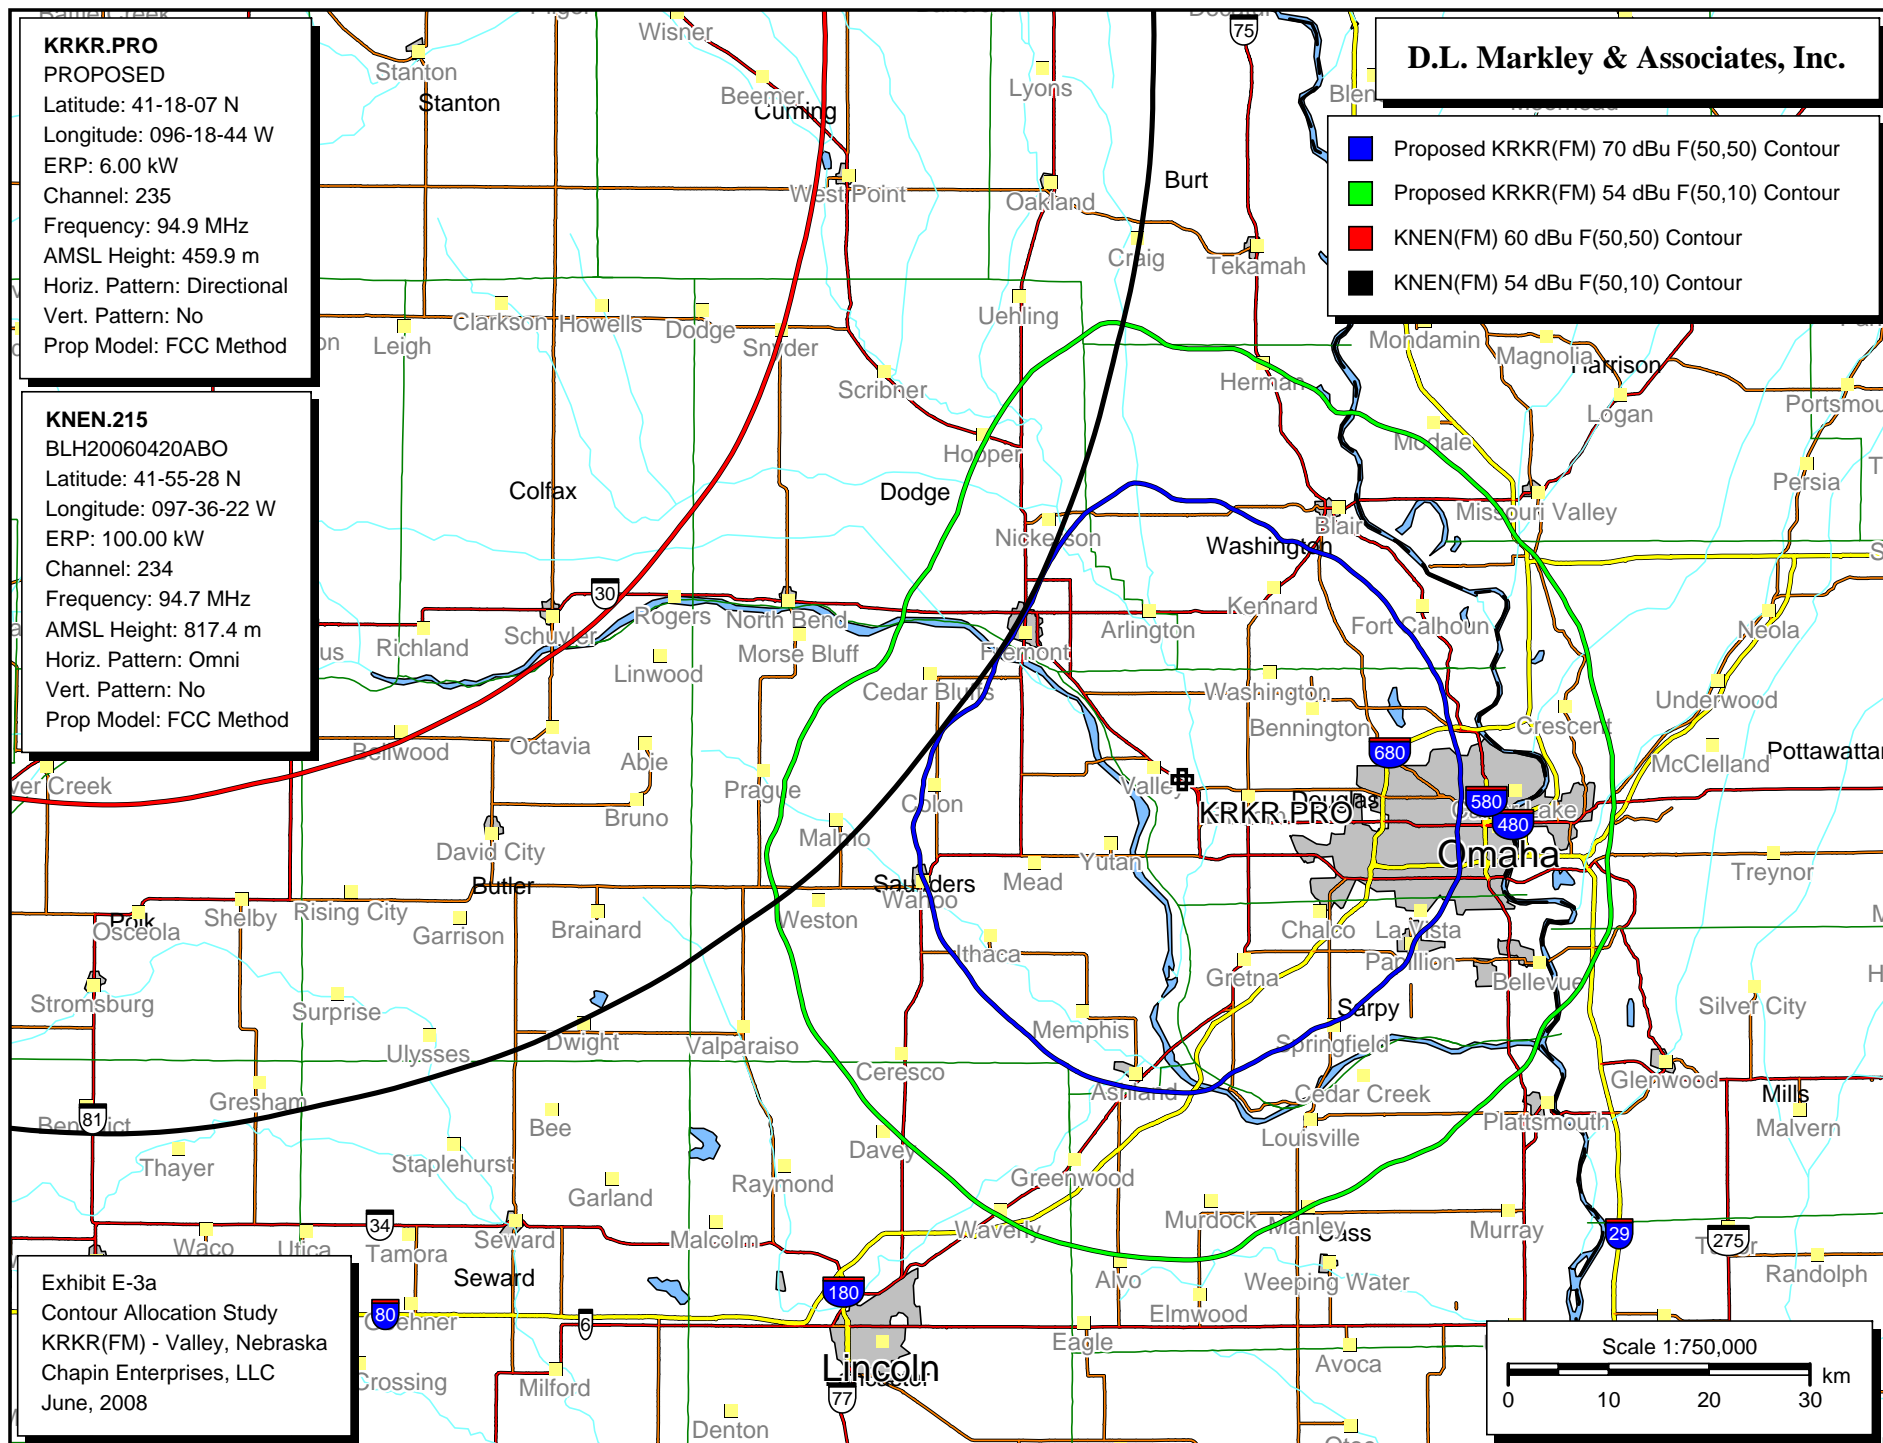 KRKR.PRO
PROPOSED
Latitude: 41-18-07 N
Longitude: 096-18-44 W
ERP: 6.00 kW
Channel: 235
Frequency: 94.9 MHz
AMSL Height: 459.9 m
Horiz. Pattern: Directional
Vert. Pattern: No
Prop Model: FCC Method
KNEN.215
BLH20060420ABO
Latitude: 41-55-28 N
Longitude: 097-36-22 W
ERP: 100.00 kW
Channel: 234
Frequency: 94.7 MHz
AMSL Height: 817.4 m
Horiz. Pattern: Omni
Vert. Pattern: No
Prop Model: FCC Method
D.L. Markley & Associates, Inc.
Proposed KRKR(FM) 70 dBu F(50,50) Contour
Proposed KRKR(FM) 54 dBu F(50,10) Contour
KNEN(FM) 60 dBu F(50,50) Contour
KNEN(FM) 54 dBu F(50,10) Contour
Wisner
75
Stanton
Stanton
Beemer
Cuming
Lyons
West Point
Oakland
Burt
Craig
Tekamah
Clarkson
Howells
Dodge
Uehling
Leigh
Snyder
Mondamin
Magnolia
Harrison
Scribner
Herman
Logan
Modale
Hooper
Persia
Colfax
Dodge
Missouri Valley
Blair
Nickerson
Washington
30
Rogers
North Bend
Kennard
Fort Calhoun
Richland
Schuyler
Arlington
Neola
Morse Bluff
Fremont
Linwood
Cedar Bluffs
Washington
Underwood
Bennington
Crescent
Octavia
Bellwood
680
Pottawattar
Abie
McClelland
Prague
Colon
Valley
KRKR.PRO
Douglas
580
480
Bruno
Malmo
Omaha
David City
Yutan
Treynor
Butler
Saunders
Mead
Wahoo
Rising City
Shelby
Weston
Polk
Osceola
Garrison
Brainard
Chalco
La Vista
Ithaca
Papillion
Gretna
Bellevue
Stromsburg
Surprise
Sarpy
Silver City
Memphis
Ulysses
Dwight
Valparaiso
Springfield
Ceresco
Glenwood
Ashland
Cedar Creek
Mills
Gresham
81
Benedict
Bee
Plattsmouth
Malvern
Louisville
Davey
Thayer
Staplehurst
Greenwood
Raymond
Garland
Murdock
Manley
Murray
34
Waverly
Cass
29
275
Waco
Utica
Tamora
Seward
Malcolm
Seward
Alvo
Weeping Water
Randolph
180
Elmwood
80
6
Eagle
Avoca
Lincoln
Crossing
Milford
77
Denton
Exhibit E-3a
Contour Allocation Study
KRKR(FM) - Valley, Nebraska
Chapin Enterprises, LLC
June, 2008
Scale 1:750,000
km
0 10 20 30